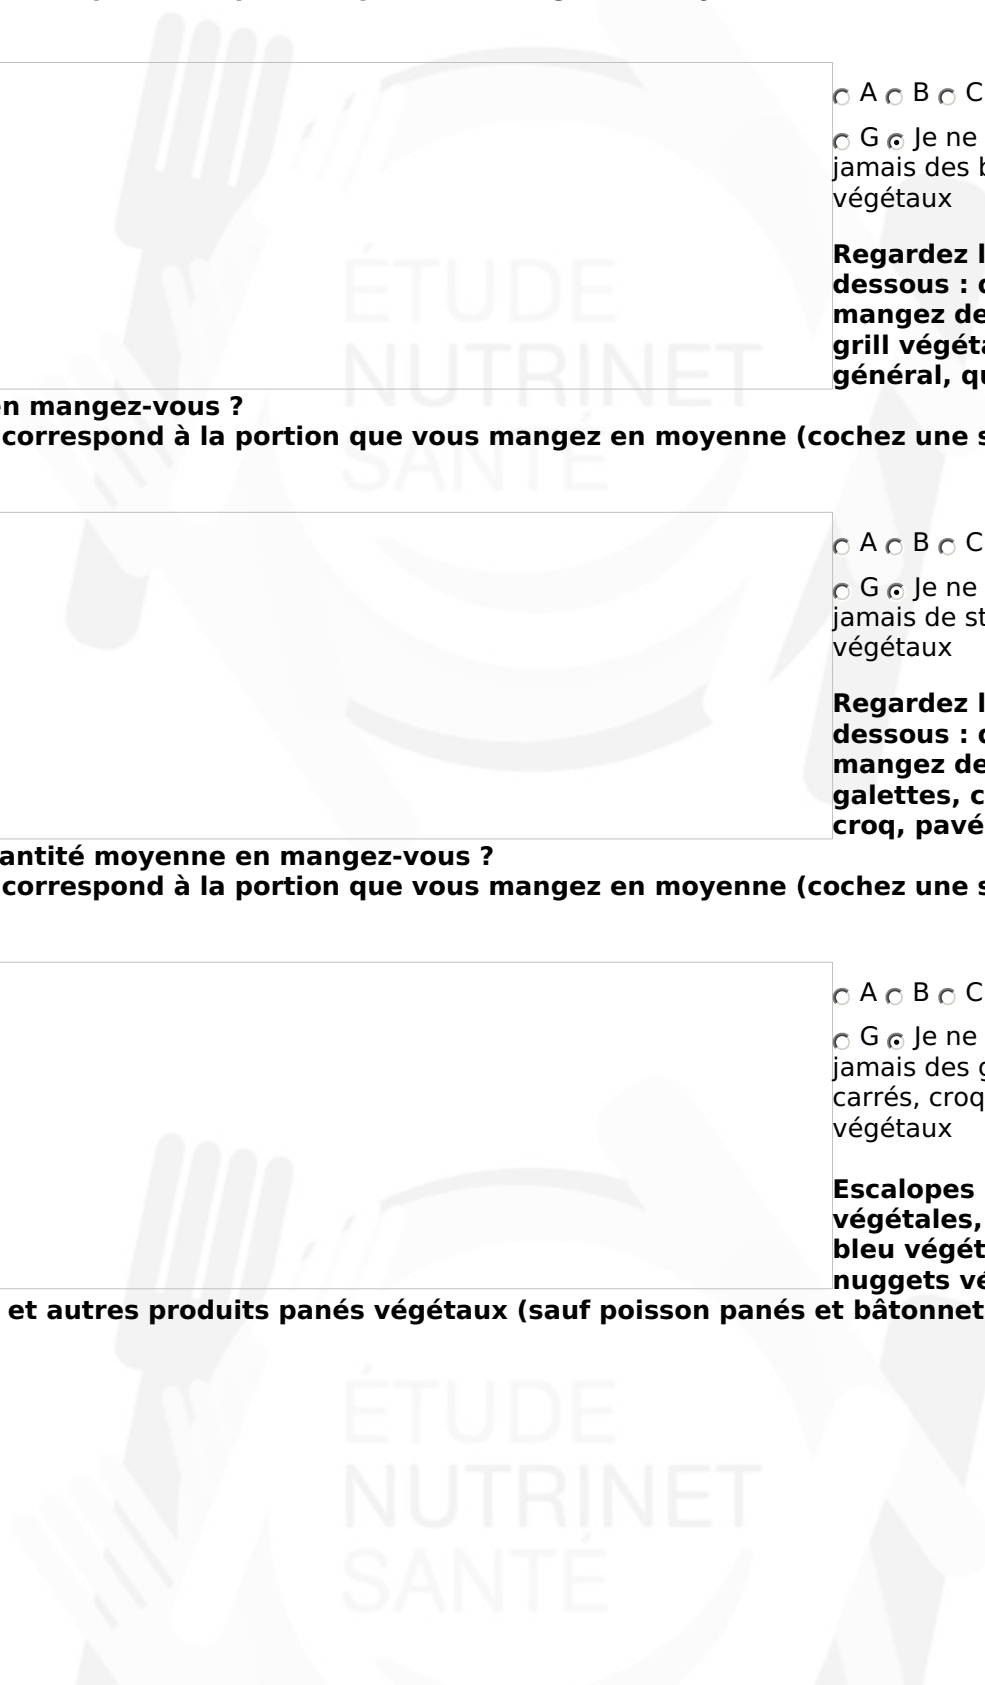 A B C
G Je ne
jamais des b
végétaux
Regardez l
dessous :
mangez de
grill végéta
général, qu
en mangez-vous ?
correspond à la portion que vous mangez en moyenne (cochez une s
A B C
G Je ne
jamais de st
végétaux
Regardez l
dessous :
mangez de
galettes, c
croq, pavé
antité moyenne en mangez-vous ?
correspond à la portion que vous mangez en moyenne (cochez une s
A B C
G Je ne
jamais des g
carrés, croq
végétaux
Escalopes
végétales,
bleu végét
nuggets vé
et autres produits panés végétaux (sauf poisson panés et bâtonnet
ÉTUDE
NUTRINET
SANTÉ
ÉTUDE
NUTRINET
SANTÉ